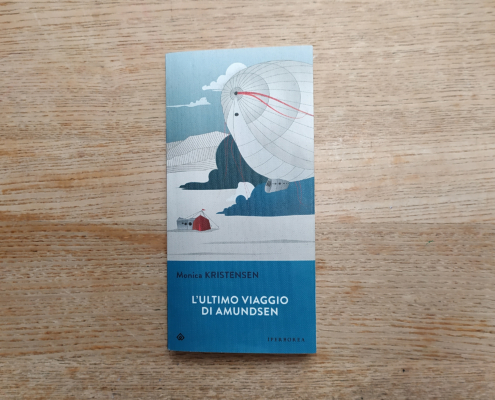 Monica KRISTENSEN
L'ULTIMO VIAGGIO
DI AMUNDSEN
IPERBOREA